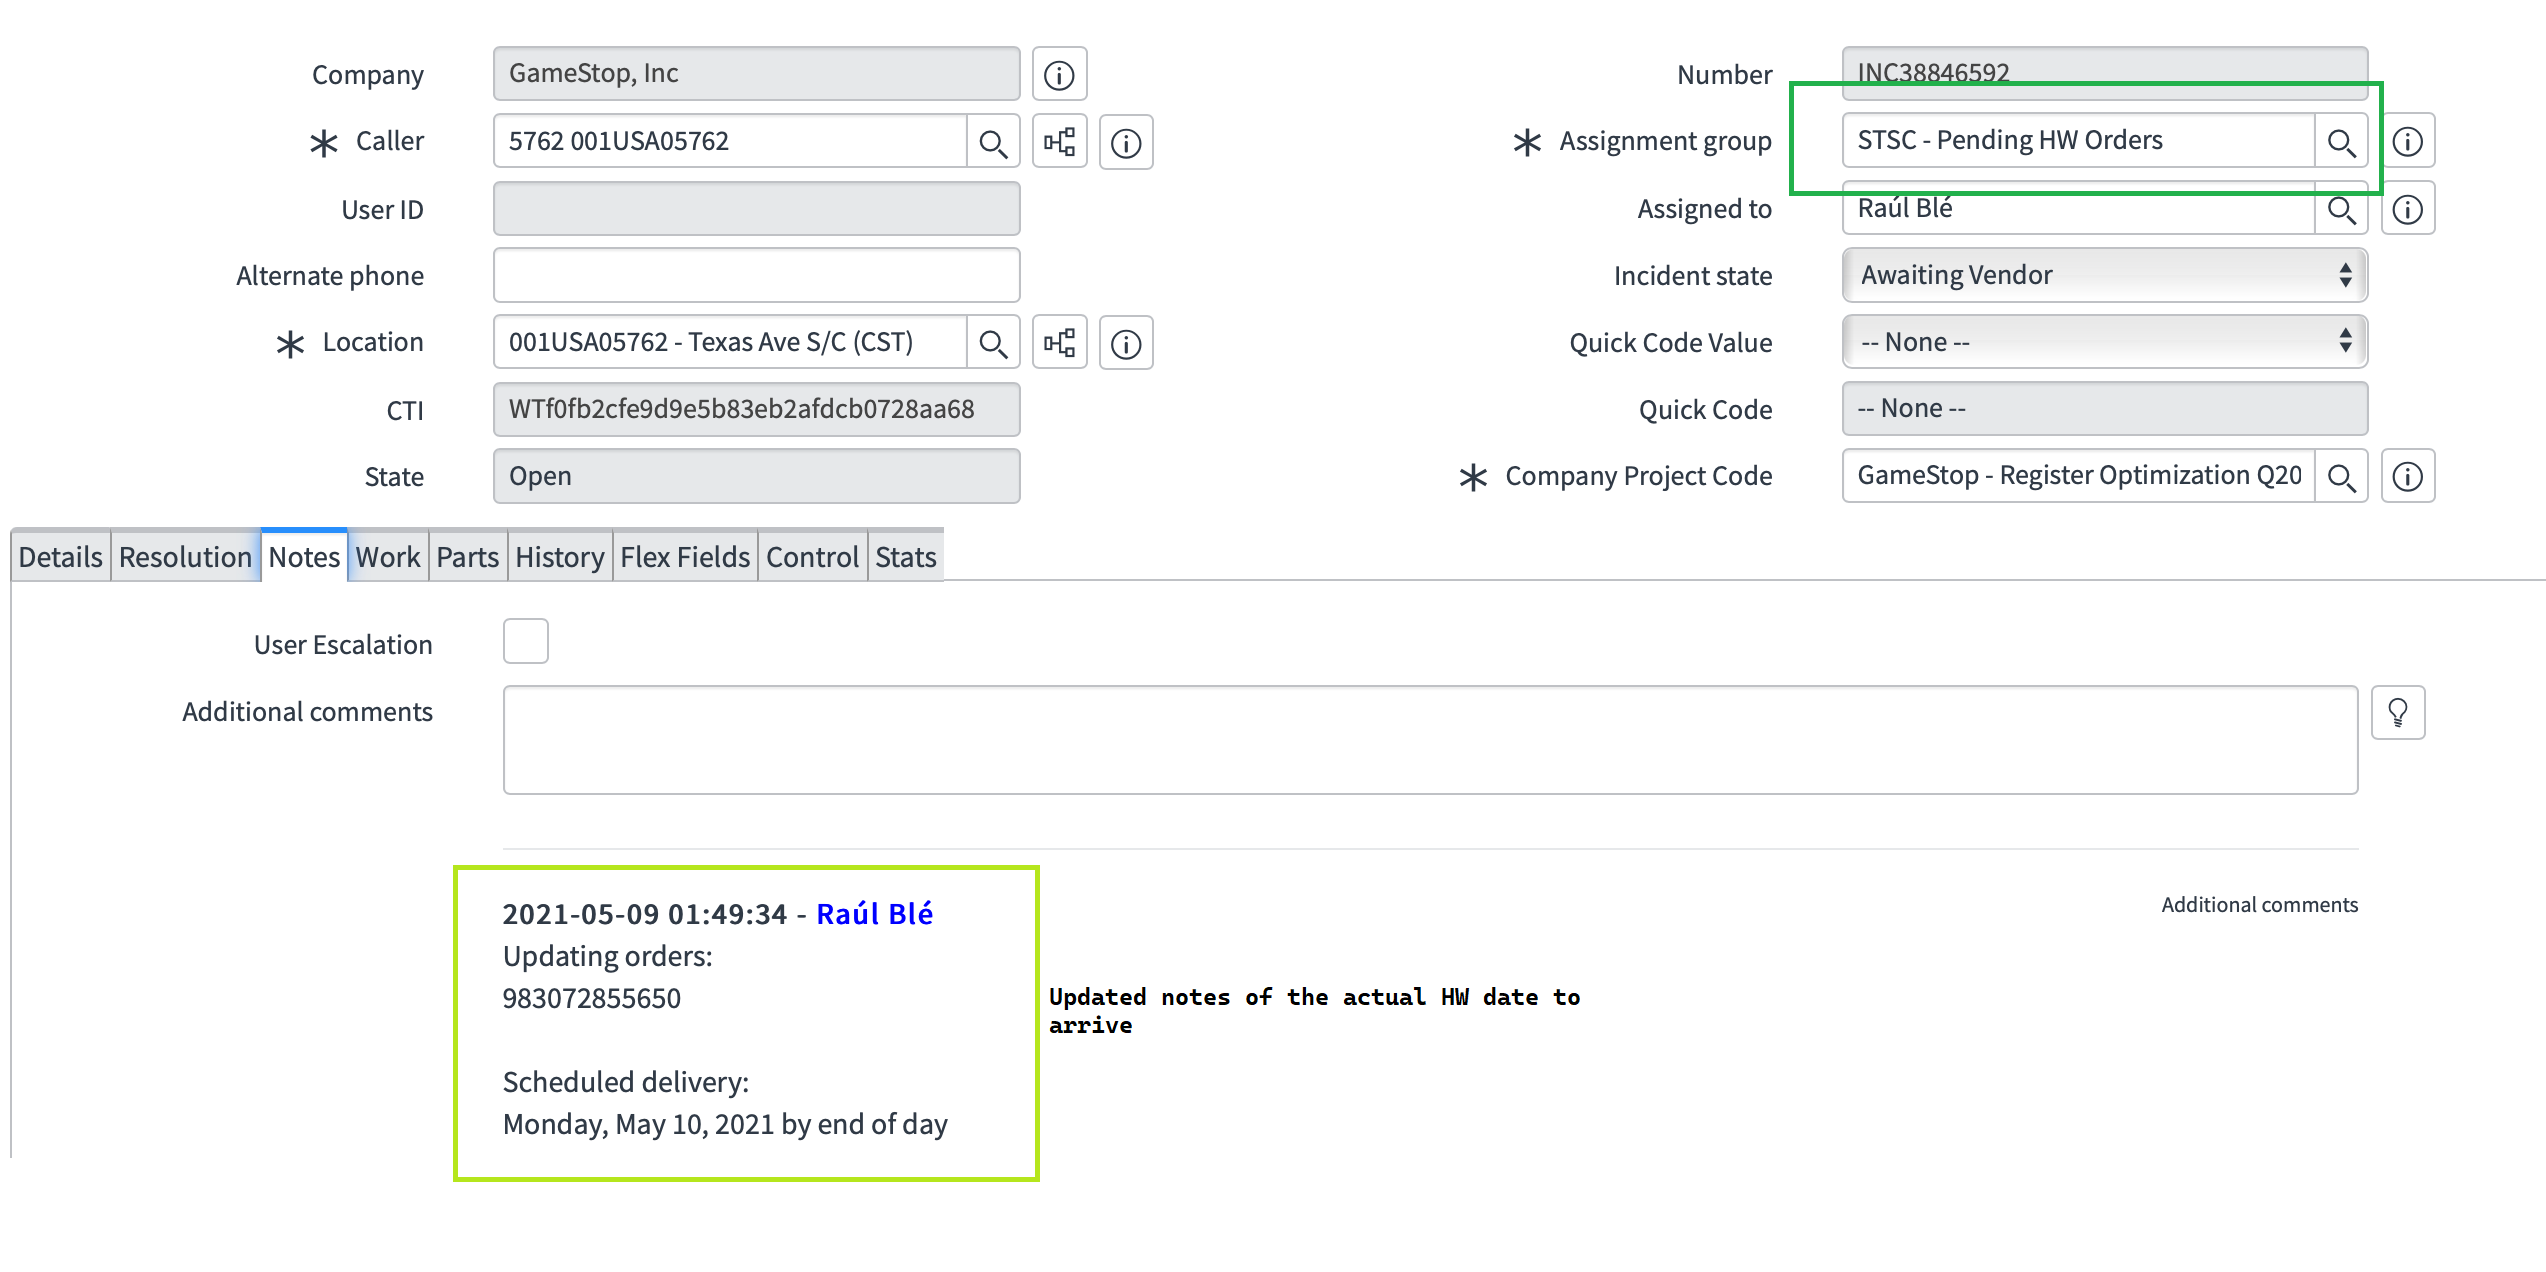 Company GameStop, Inc
Number INC38846592
* Caller 5762 001USA05762
* Assignment group STSC - Pending HW Orders
User ID
Assigned to Raúl Blé
Alternate phone
Incident state Awaiting Vendor
* Location 001USA05762 - Texas Ave S/C (CST)
Quick Code Value -- None --
CTI WTf0fb2cfe9d9e5b83eb2afdcb0728aa68
Quick Code -- None --
State Open
* Company Project Code GameStop - Register Optimization Q20
Details Resolution Notes Work Parts History Flex Fields Control Stats
User Escalation
Additional comments
2021-05-09 01:49:34 - Raúl Blé
Additional comments
Updating orders:
983072855650
Updated notes of the actual HW date to
arrive
Scheduled delivery:
Monday, May 10, 2021 by end of day